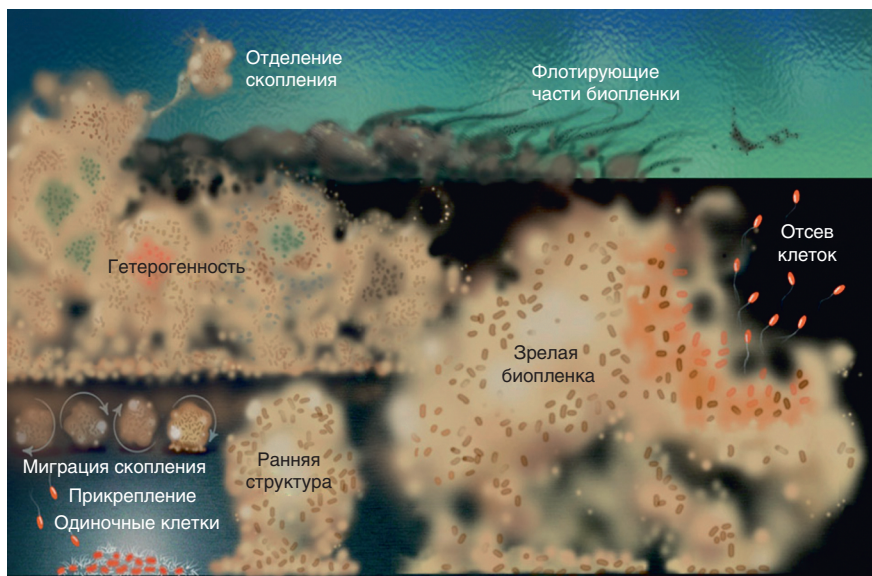 Отделение
скопления
Флотирующие
части биопленки
Отсев
клеток
Гетерогенность
Зрелая
биопленка
Миграция скопления
Ранняя
структура
Прикрепление
Одиночные клетки